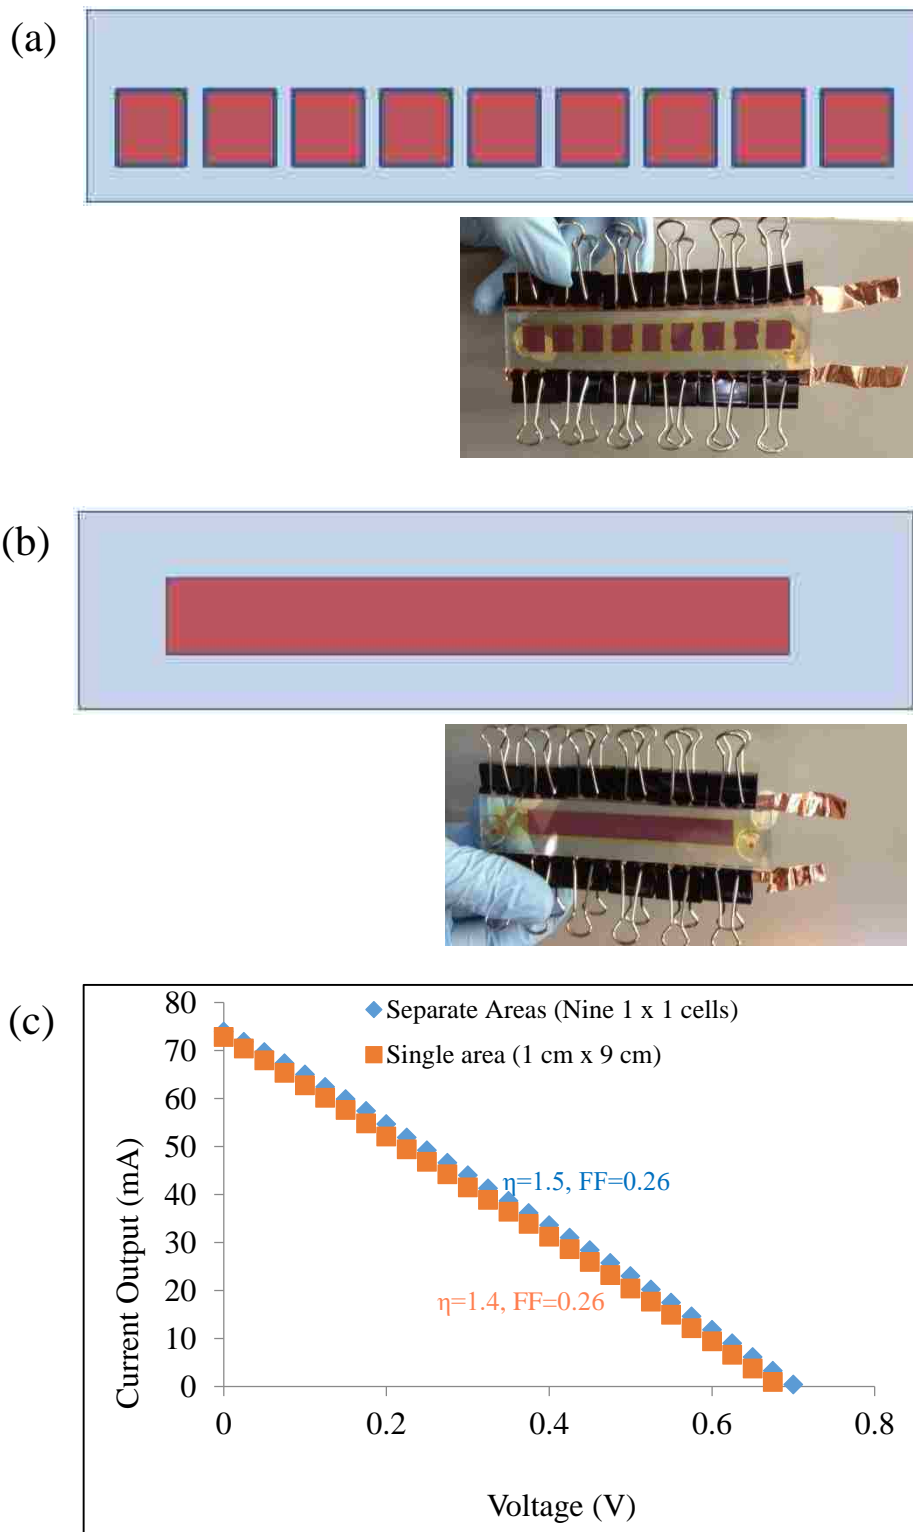 (a)
(b)
(c)
80
70
60
50
40
30
20
10
0
Current Output (mA)
Separate Areas (Nine 1 x 1 cells)
Single area (1 cm x 9 cm)
η=1.5, FF=0.26
η=1.4, FF=0.26
0
0.2
0.4
0.6
0.8
Voltage (V)